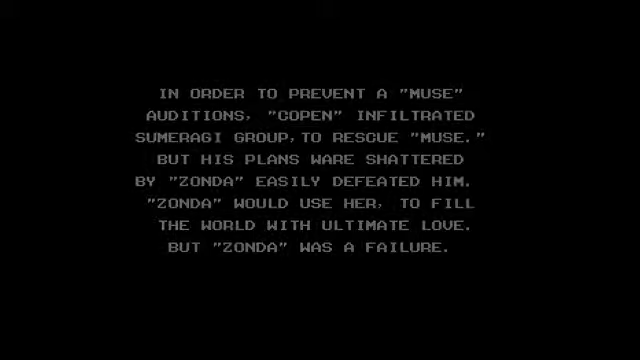 IN ORDER TO PREVENT A "MUSE"
AUDITIONS, "COPEN" INFILTRATED
SUMERAGI GROUP,TO RESCUE "MUSE."
BUT HIS PLANS WARE SHATTERED
BY "ZONDA" EASILY DEFEATED HIM.
"ZONDA" WOULD USE HER, TO FILL
THE WORLD WITH ULTIMATE LOVE.
BUT "ZONDA" WAS A FAILURE.